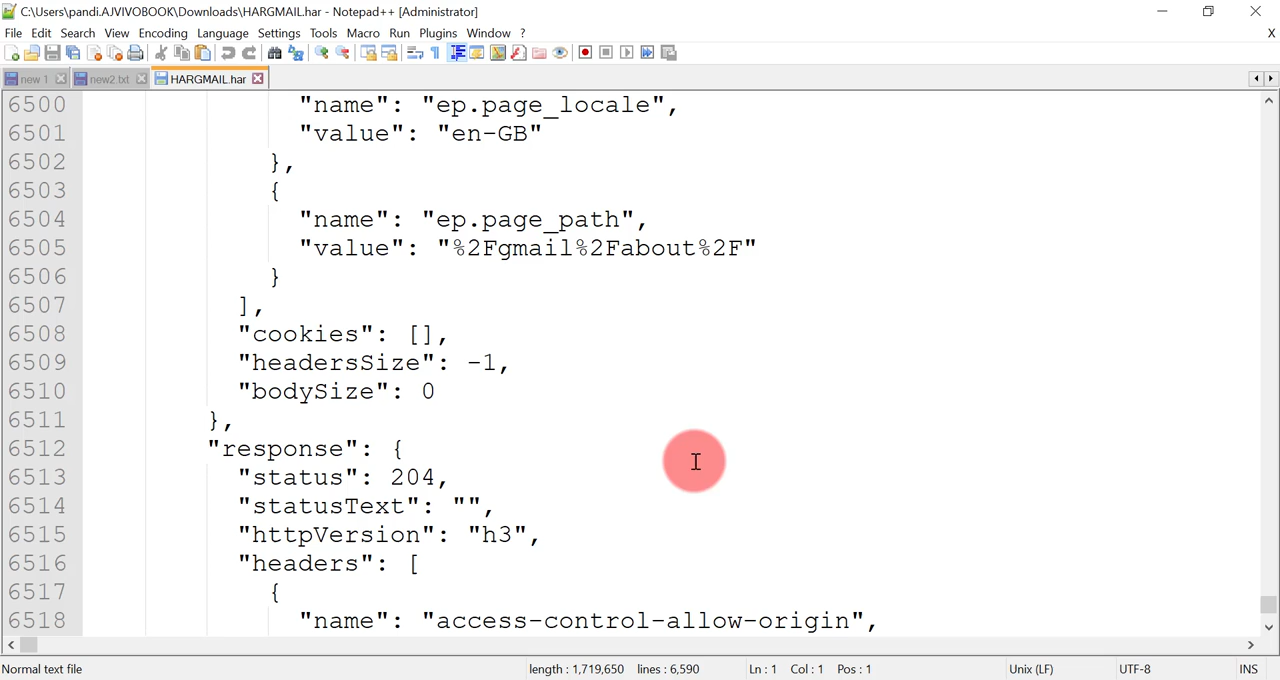 C:\Users\pandi.AJVIVOBOOK\Downloads\HARGMAIL.har - Notepad++ [Administrator]
File Edit Search View Encoding Language Settings Tools Macro Run Plugins Window ? X
new 1 new2.txt HARGMAIL.har
6500 "name": "ep.page_locale",
6501 "value": "en-GB"
6502 },
6503 {
6504 "name": "ep.page_path",
6505 "value": "%2Fgmail%2Fabout%2F"
6506 }
6507 ],
6508 "cookies": [],
6509 "headersSize": -1,
6510 "bodySize": 0
6511 },
6512 "response": {
6513 "status": 204,
6514 "statusText": "",
6515 "httpVersion": "h3",
6516 "headers": [
6517 {
6518 "name": "access-control-allow-origin",
Normal text file length : 1,719,650 lines : 6,590 Ln : 1 Col : 1 Pos : 1 Unix (LF) UTF-8 INS